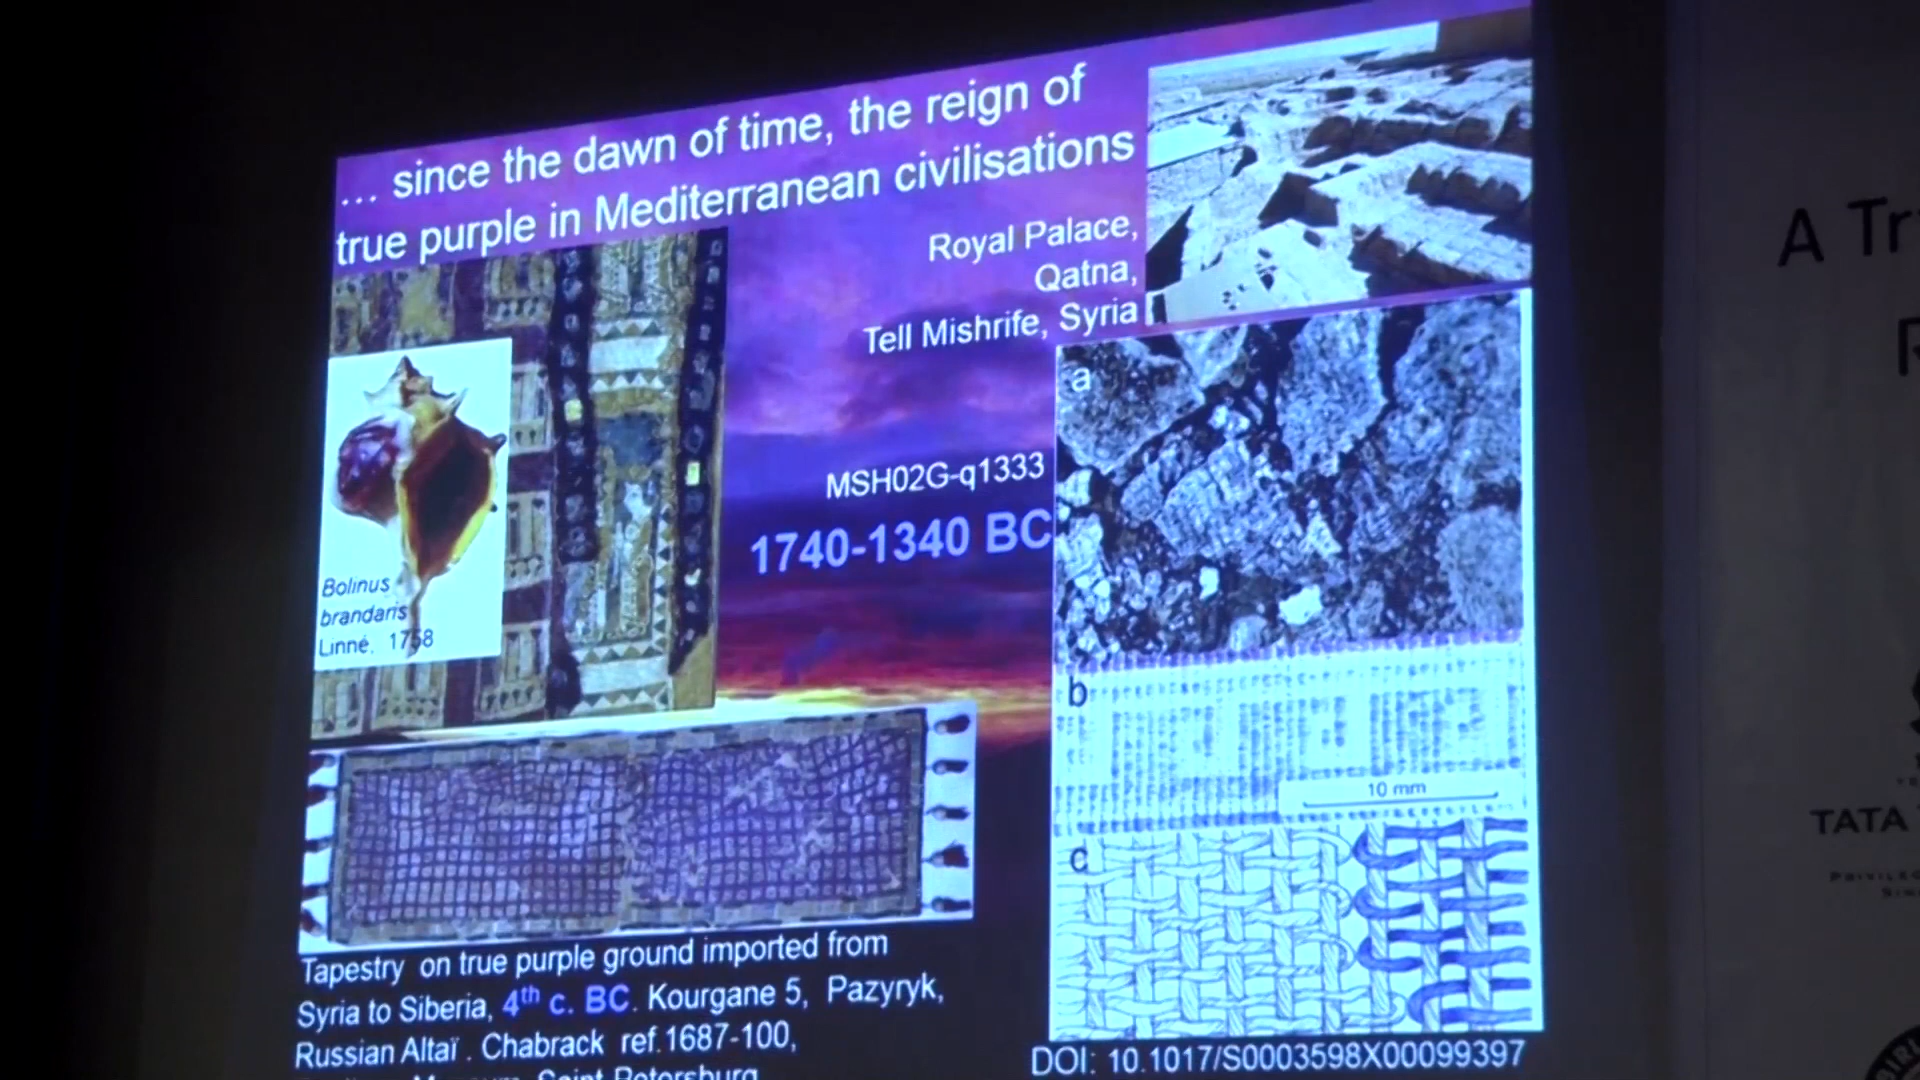 ... since the dawn of time, the reign of
true purple in Mediterranean civilisations
Royal Palace,
Qatna,
Tell Mishrife, Syria
Bolinus
brandaris
Linné, 1758
MSH02G-q1333
1740-1340 BC
a
b
10 mm
c
Tapestry on true purple ground imported from
Syria to Siberia, 4th c. BC. Kourgane 5, Pazyryk,
Russian Altaï . Chabrack ref.1687-100,
Museum, Saint Petersburg
DOI: 10.1017/S0003598X00099397
A Tr
TATA